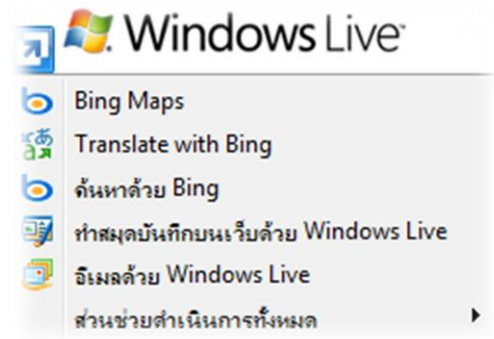 Windows Live™
Bing Maps
Translate with Bing
ค้นหาด้วย Bing
ทำสมุดบันทึกบนเว็บด้วย Windows Live
อีเมลด้วย Windows Live
ส่วนช่วยดำเนินการทั้งหมด